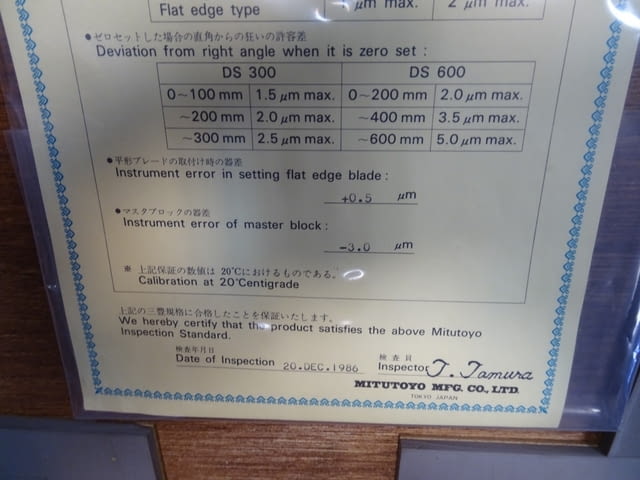 Flat edge type 1 μm max. 2 μm max.
●ゼロセットした場合の直角からの狂いの許容差
Deviation from right angle when it is zero set :
DS 300 DS 600
0~100 mm 1.5 μm max. 0~200 mm 2.0 μm max.
~200 mm 2.0 μm max. ~400 mm 3.5 μm max.
~300 mm 2.5 μm max. ~600 mm 5.0 μm max.
●平形ブレードの取付け時の器差
Instrument error in setting flat edge blade :
+0.5 μm
●マスタブロックの器差
Instrument error of master block :
-3.0 μm
※ 上記保証の数値は 20℃におけるものである。
Calibration at 20°Centigrade
上記の三豊規格に合格したことを保証いたします。
We hereby certify that the product satisfies the above Mitutoyo
Inspection Standard.
検査年月日
Date of Inspection 20.DEC.1986
検 査 員
Inspector T. Tamura
MITUTOYO MFG. CO., LTD.
TOKYO JAPAN